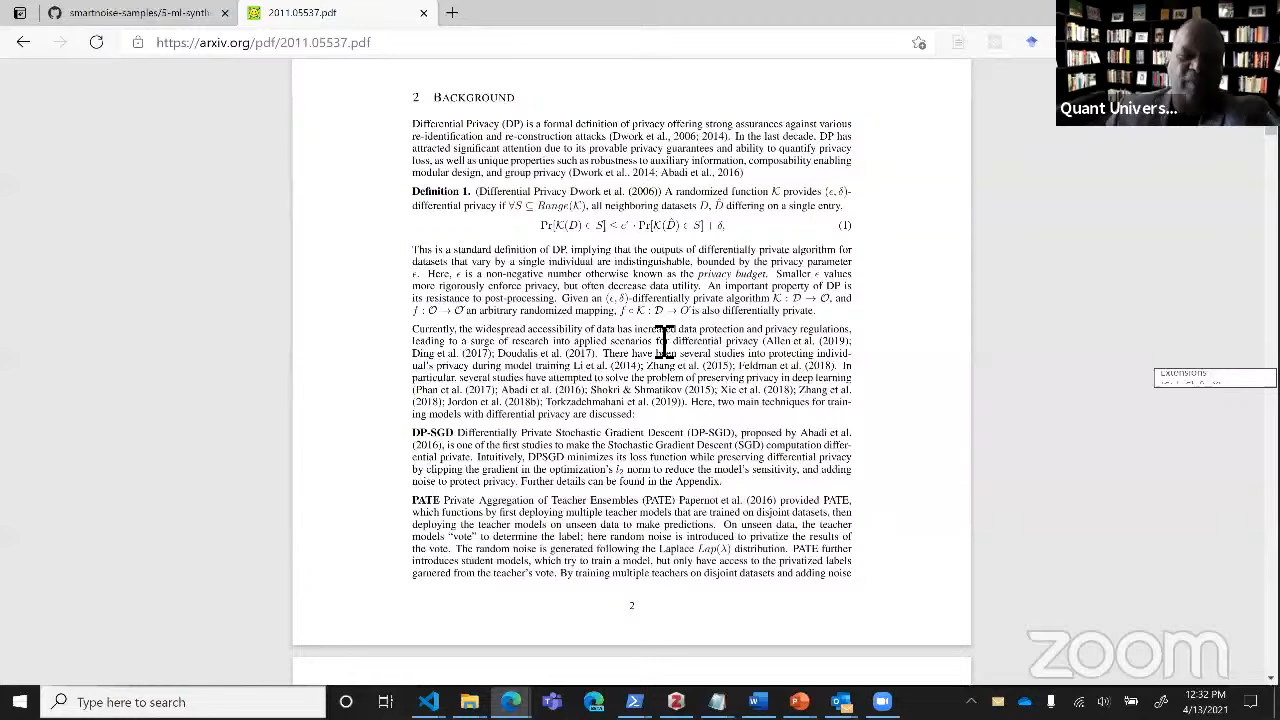 smartnoise-samples/5-ml-synth
2011.05537.pdf
https://arxiv.org/pdf/2011.05537.pdf
Quant Univers...
2 BACKGROUND
Differential Privacy (DP) is a formal definition of privacy offering strong assurances against various
re-identification and re-construction attacks (Dwork et al., 2006; 2014). In the last decade, DP has
attracted significant attention due to its provable privacy guarantees and ability to quantify privacy
loss, as well as unique properties such as robustness to auxiliary information, composability enabling
modular design, and group privacy (Dwork et al., 2014; Abadi et al., 2016)
Definition 1. (Differential Privacy Dwork et al. (2006)) A randomized function K provides (ϵ, δ)-
differential privacy if ∀S ⊆ Range(K), all neighboring datasets D, D̂ differing on a single entry,
Pr[K(D) ∈ S] ≤ eᵋ · Pr[K(D̂) ∈ S] + δ, (1)
This is a standard definition of DP, implying that the outputs of differentially private algorithm for
datasets that vary by a single individual are indistinguishable, bounded by the privacy parameter
ϵ. Here, ϵ is a non-negative number otherwise known as the privacy budget. Smaller ϵ values
more rigorously enforce privacy, but often decrease data utility. An important property of DP is
its resistance to post-processing. Given an (ϵ, δ)-differentially private algorithm K : D → O, and
f : O → O′ an arbitrary randomized mapping, f ∘ K : D → O′ is also differentially private.
Currently, the widespread accessibility of data has data protection and privacy regulations,
leading to a surge of research into applied scenarios for differential privacy (Allen et al. (2019);
Ding et al. (2017); Doudalis et al. (2017). There have been several studies into protecting individ-
ual's privacy during model training Li et al. (2014); Zhang et al. (2015); Feldman et al. (2018). In
particular, several studies have attempted to solve the problem of preserving privacy in deep learning
(Phan et al. (2017); Abadi et al. (2016); Shokri & Shmatikov (2015); Xie et al. (2018); Zhang et al.
(2018); Jordon et al. (2018b); Torkzadehmahani et al. (2019)). Here, two main techniques for train-
ing models with differential privacy are discussed:
DP-SGD Differentially Private Stochastic Gradient Descent (DP-SGD), proposed by Abadi et al.
(2016), is one of the first studies to make the Stochastic Gradient Descent (SGD) computation differ-
ential private. Intuitively, DPSGD minimizes its loss function while preserving differential privacy
by clipping the gradient in the optimization's l₂ norm to reduce the model's sensitivity, and adding
noise to protect privacy. Further details can be found in the Appendix.
PATE Private Aggregation of Teacher Ensembles (PATE) Papernot et al. (2016) provided PATE,
which functions by first deploying multiple teacher models that are trained on disjoint datasets, then
deploying the teacher models on unseen data to make predictions. On unseen data, the teacher
models “vote” to determine the label; here random noise is introduced to privatize the results of
the vote. The random noise is generated following the Laplace Lap(λ) distribution. PATE further
introduces student models, which try to train a model, but only have access to the privatized labels
garnered from the teacher's vote. By training multiple teachers on disjoint datasets and adding noise
2
Extensions
zoom
Type here to search
12:32 PM
4/13/2021